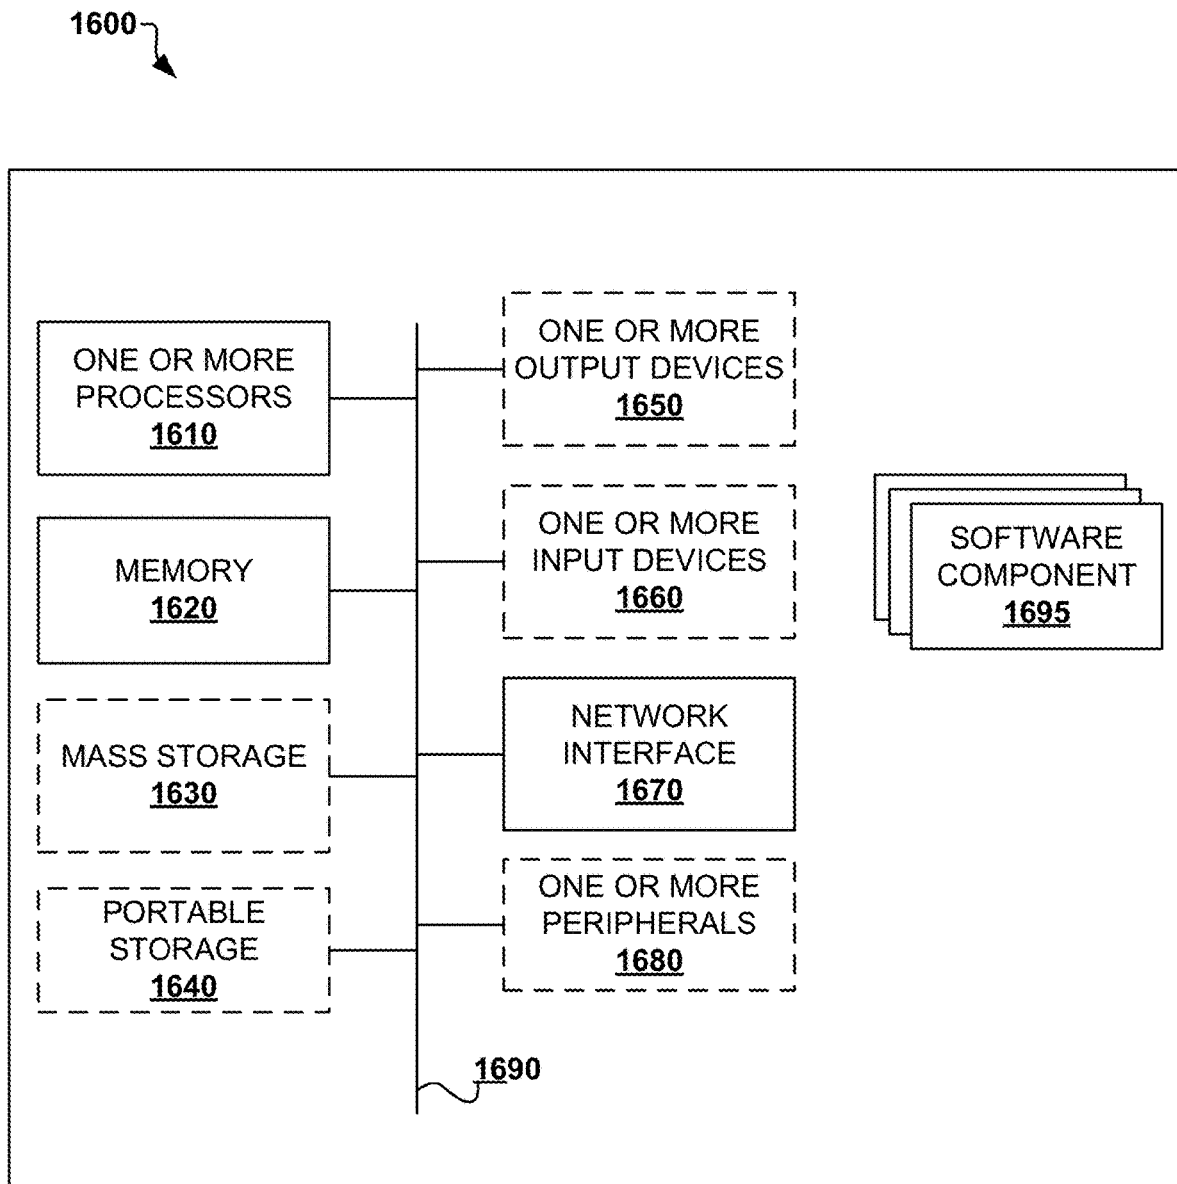 1600
ONE OR MORE
PROCESSORS
1610
MEMORY
1620
MASS STORAGE
1630
PORTABLE
STORAGE
1640
ONE OR MORE
OUTPUT DEVICES
1650
ONE OR MORE
INPUT DEVICES
1660
NETWORK
INTERFACE
1670
ONE OR MORE
PERIPHERALS
1680
1690
SOFTWARE
COMPONENT
1695